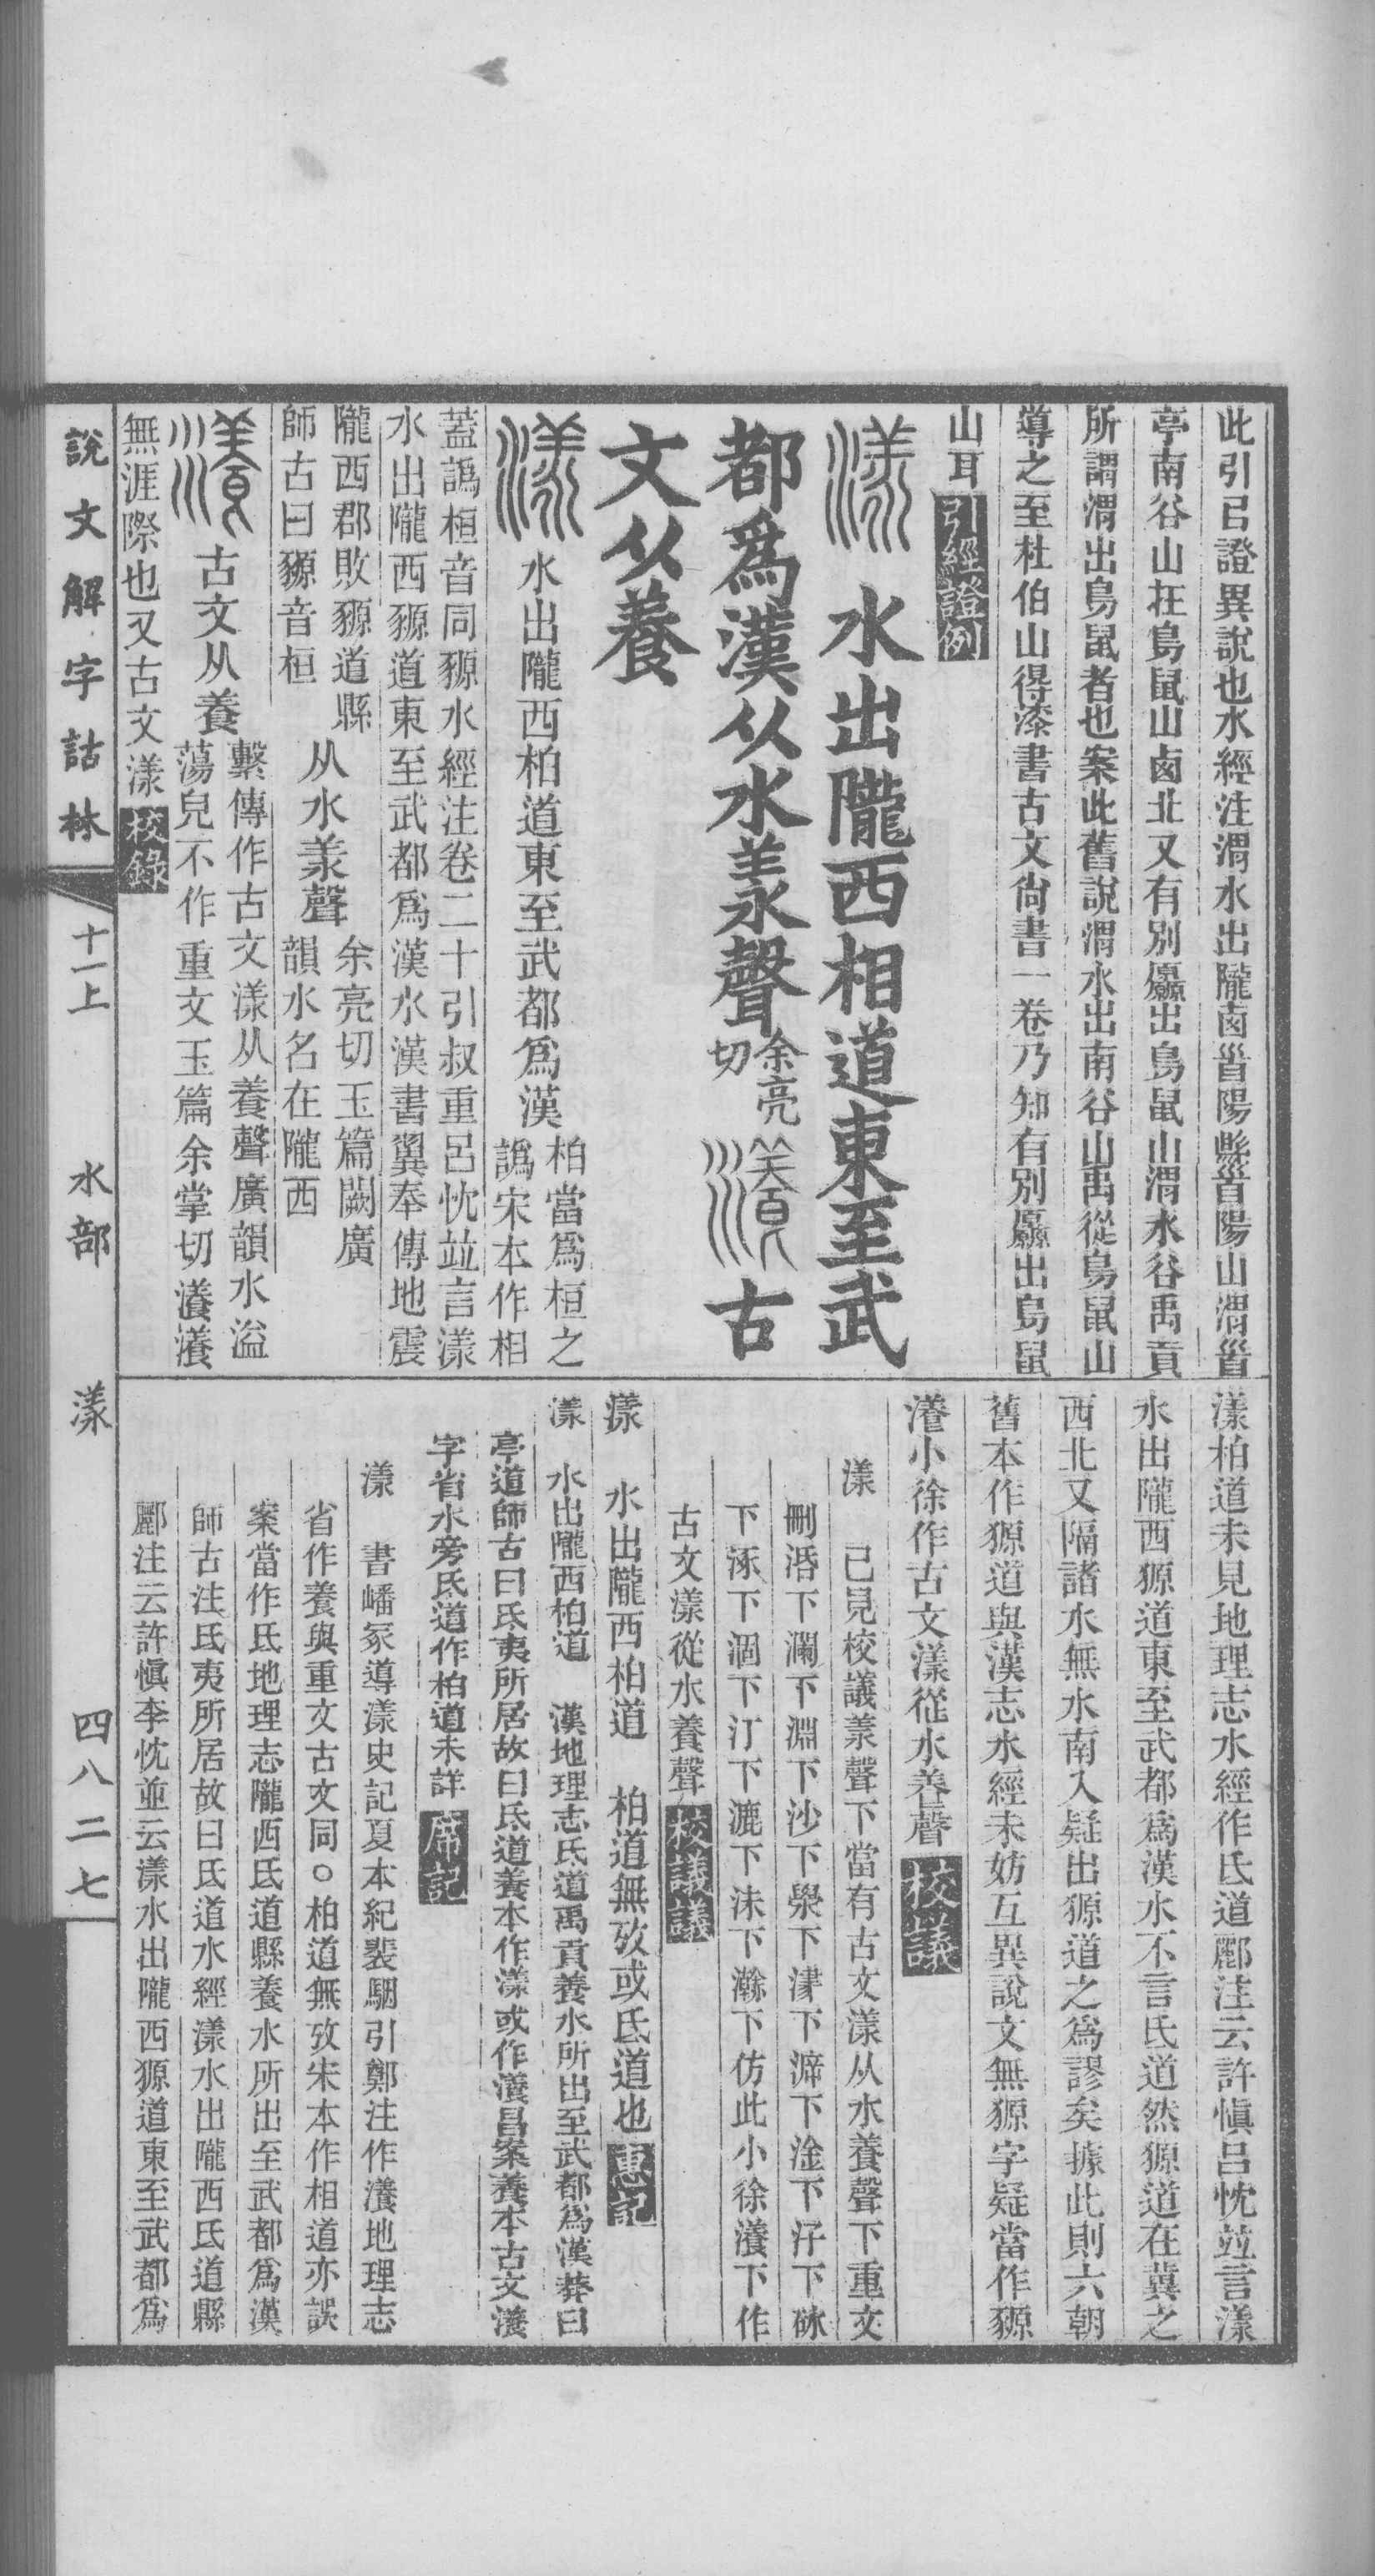 此引㠯證異說也水經注渭水出隴㢴𦣻陽縣𦣻陽山渭𦣻
亭南谷山在鳥鼠山㢴北又有別𠪮出鳥鼠山渭水谷禹貢
所謂渭出鳥鼠者也案此舊說渭水出南谷山禹從鳥鼠山
導之至杜伯山得漆書古文尙書一卷乃知有別𠪮出鳥鼠
山耳引經證例
漾水出隴西相道東至武
都爲漢从水羕聲余亮切瀁古
文从養
漾水出隴西柏道東至武都爲漢柏當爲桓之譌宋本作相
蓋譌桓音同豲水經注卷二十引叔重呂忱竝言漾
水出隴西豲道東至武都爲漢水漢書翼奉傳地震
隴西郡敗豲道縣
師古曰豲音桓
从水羕聲
余亮切玉篇闕廣
韻水名在隴西
瀁古文从養
繫傳作古文漾从養聲廣韻水溢
蕩皃不作重文玉篇余掌切瀁瀁
無涯際也又古文漾校錄
漾柏道未見地理志水經作氐道酈注云許愼呂忱竝言漾
水出隴西獂道東至武都爲漢水不言氐道然獂道在冀之
西北又隔諸水無水南入疑出獂道之爲謬矣據此則六朝
舊本作獂道與漢志水經未妨互異說文無獂字疑當作豲
瀁小徐作古文漾從水養聲校議
漾 已見校議羕聲下當有古文漾从水養聲下重文
刪涽下瀾下淵下沙下澩下津下滓下淦下泙下砅
下涿下涸下汀下漉下沬下瀚下仿此小徐瀁下作
古文漾從水養聲校議議
漾 水出隴西柏道 柏道無攷或氐道也惠記
漾 水出隴西柏道 漢地理志氐道禹貢養水所出至武都爲漢莽曰
亭道師古曰氐夷所居故曰氐道養本作漾或作瀁昌案養本古文瀁
字省水旁氐道作柏道未詳席記
漾 書嶓冢導漾史記夏本紀裴駰引鄭注作瀁地理志
省作養與重文古文同○柏道無攷宋本作相道亦誤
案當作氐地理志隴西氐道縣養水所出至武都爲漢
師古注氐夷所居故曰氐道水經漾水出隴西氐道縣
酈注云許愼李忱並云漾水出隴西獂道東至武都爲
說文解字詁林
十一上
水部
漾
四八二七